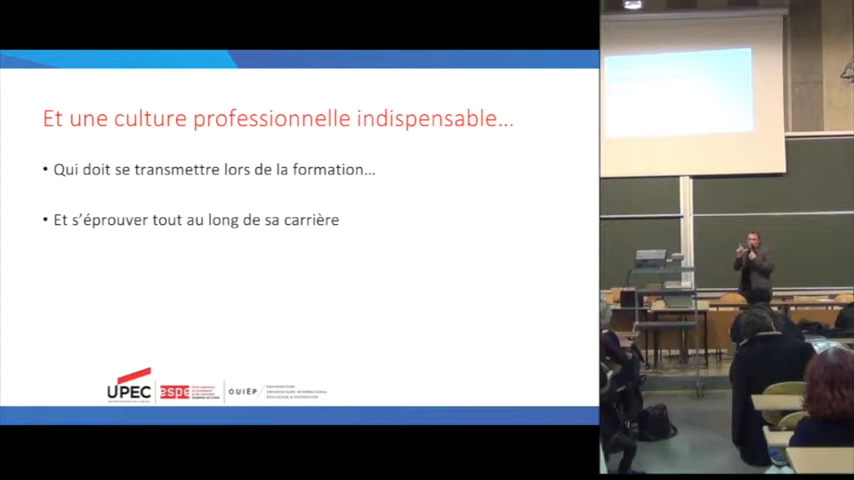 Et une culture professionnelle indispensable...
• Qui doit se transmettre lors de la formation...
• Et s'éprouver tout au long de sa carrière
UPEC
espe
OUIÉP